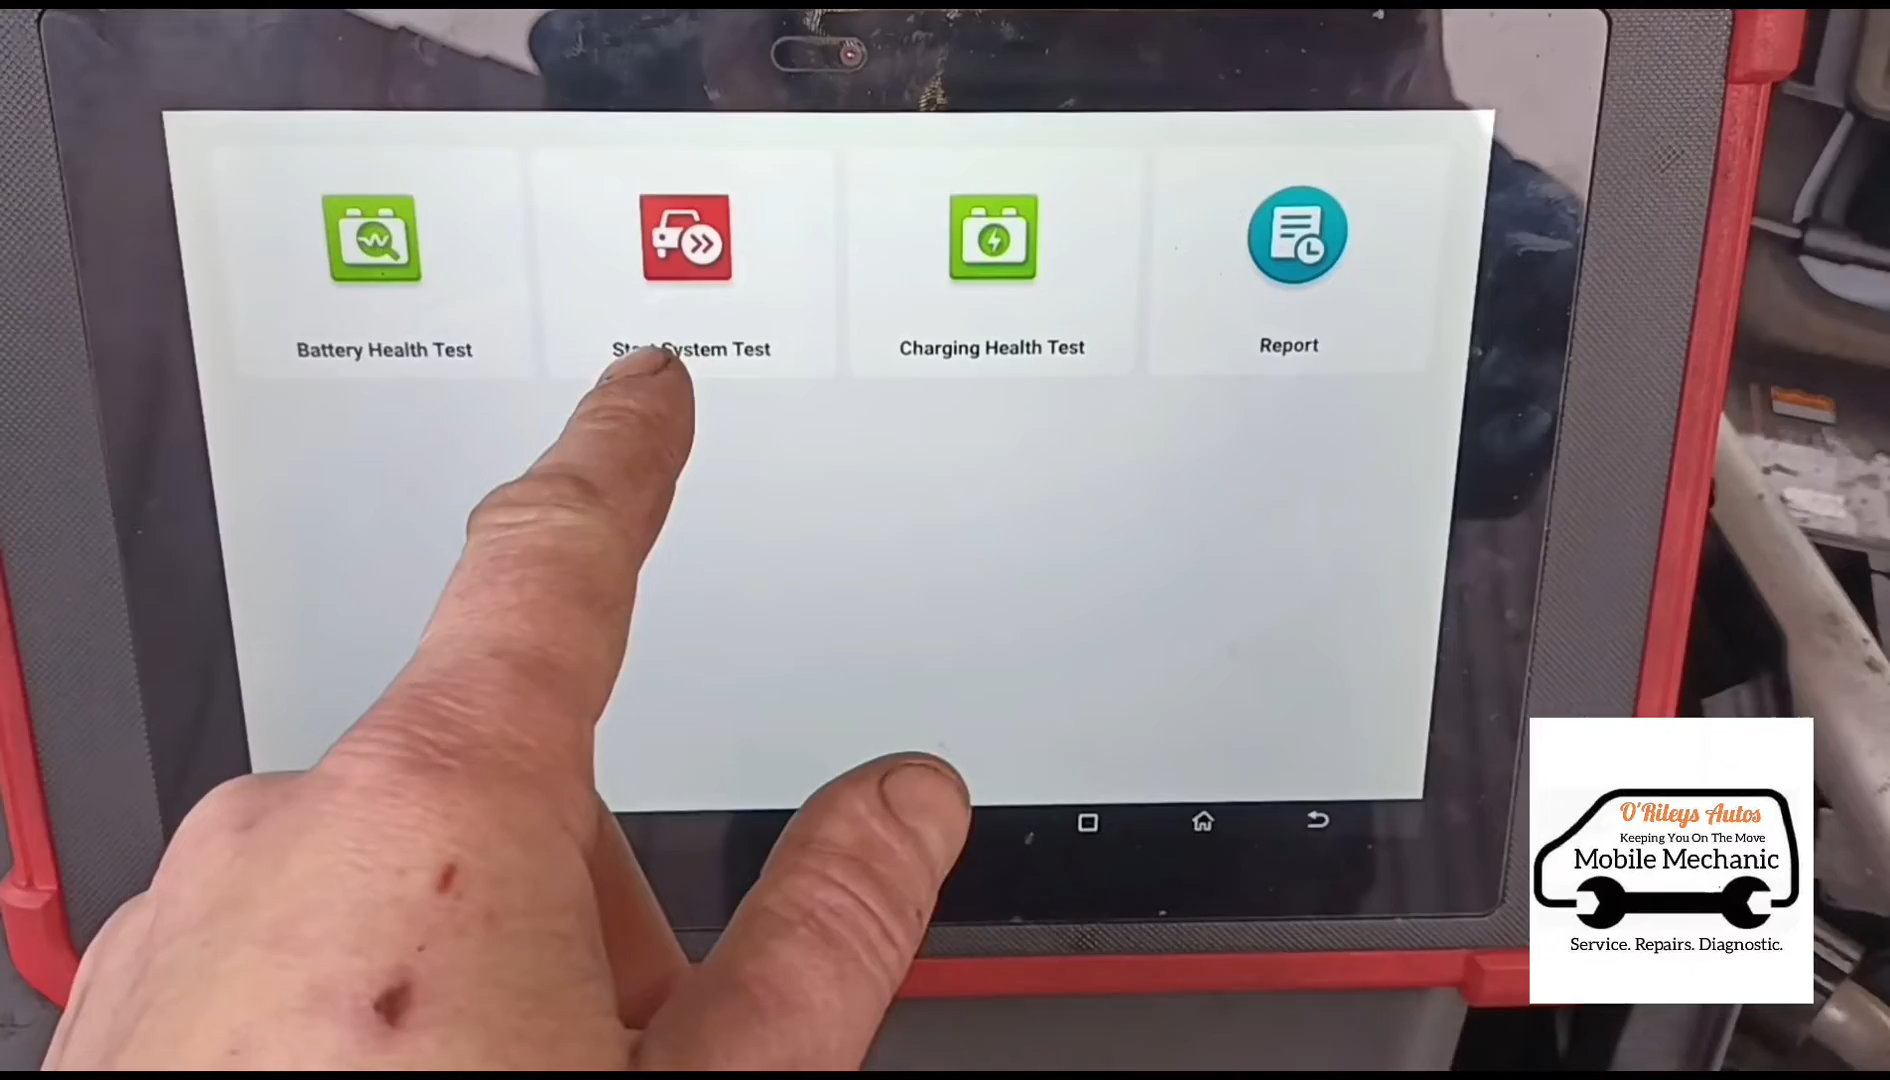 Battery Health Test
System Test
Charging Health Test
Report
O'Rileys Autos
Keeping You On The Move
Mobile Mechanic
Service. Repairs. Diagnostic.